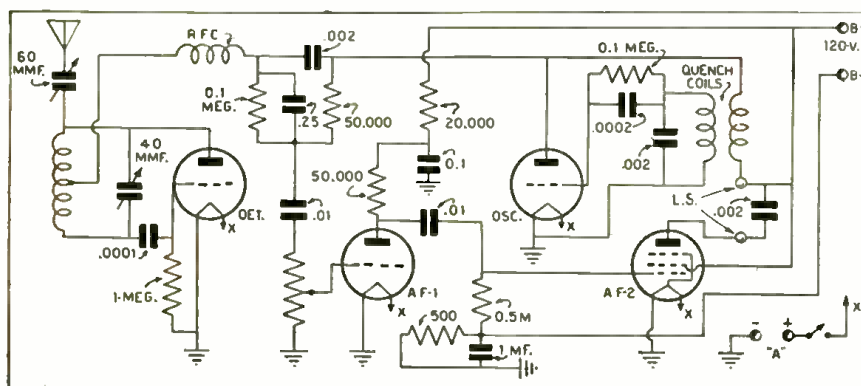 60
MMF.
A F C
.002
0.1
MEG.
.25
50,000
40
MMF.
DET.
X
.0001
1-MEG.
.01
50,000
20,000
0.1
.01
AF-1
X
500
0.5M
1 MF.
0.1 MEG.
.0002
.002
QUENCH
COILS
OSC.
X
L.S.
.002
AF-2
X
B
120-V.
B-
- +
"A"
X